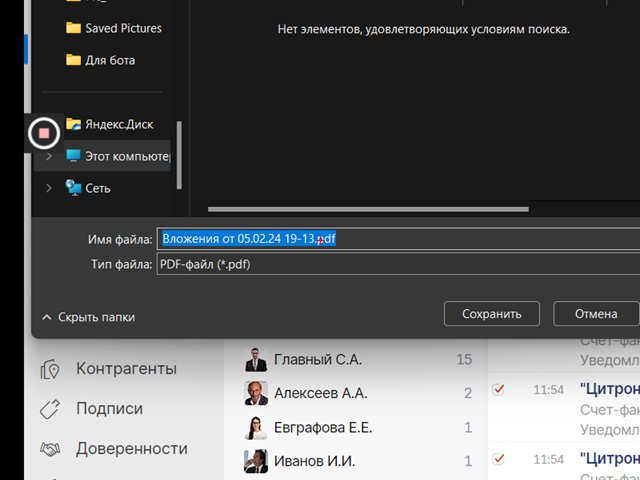 Saved Pictures
Для бота
Нет элементов, удовлетворяющих условиям поиска.
Яндекс.Диск
Этот компьютер
Сеть
Имя файла: Вложения от 05.02.24 19-13.pdf
Тип файла: PDF-файл (*.pdf)
Скрыть папки
Сохранить
Отмена
Контрагенты
Подписи
Доверенности
Главный С.А. 15
Алексеев А.А. 2
Евграфова Е.Е. 1
Иванов И.И. 1
Счет-фак
Уведомл
11:54 "Цитрон
Счет-фак
Уведомл
11:54 "Цитрон